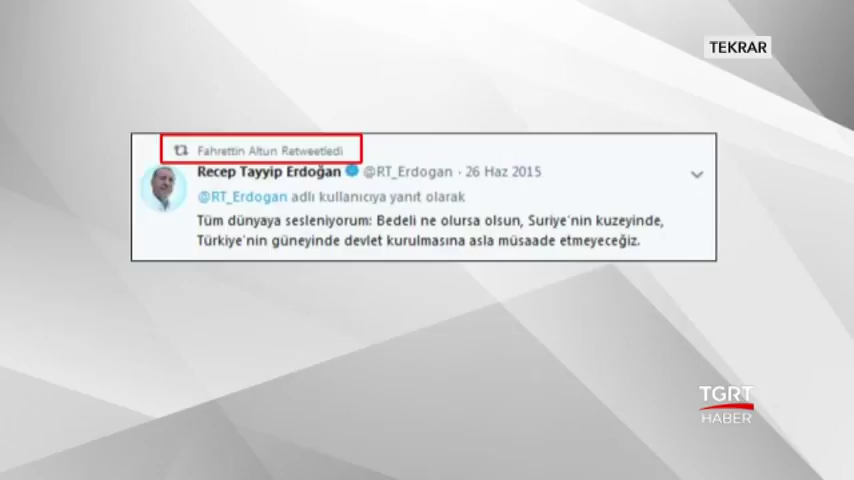 TEKRAR
Fahrettin Altun Retweetledi
Recep Tayyip Erdoğan @RT_Erdogan · 26 Haz 2015
@RT_Erdogan adlı kullanıcıya yanıt olarak
Tüm dünyaya sesleniyorum: Bedeli ne olursa olsun, Suriye'nin kuzeyinde,
Türkiye'nin güneyinde devlet kurulmasına asla müsaade etmeyeceğiz.
TGRT
HABER